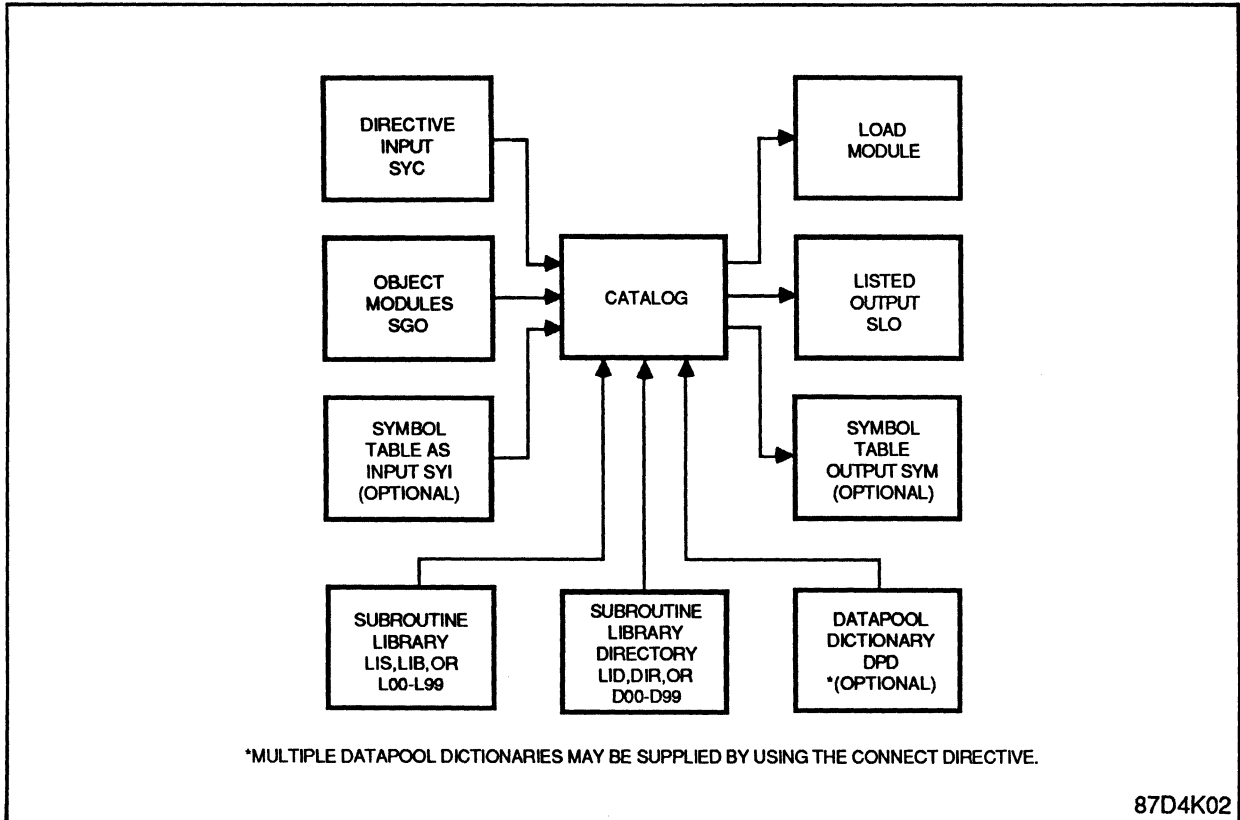 DIRECTIVE
INPUT
SYC
LOAD
MODULE
OBJECT
MODULES
SGO
CATALOG
LISTED
OUTPUT
SLO
SYMBOL
TABLE AS
INPUT SYI
(OPTIONAL)
SYMBOL
TABLE
OUTPUT SYM
(OPTIONAL)
SUBROUTINE
LIBRARY
LIS,LIB,OR
L00-L99
SUBROUTINE
LIBRARY
DIRECTORY
LID,DIR,OR
D00-D99
DATAPOOL
DICTIONARY
DPD
*(OPTIONAL)
*MULTIPLE DATAPOOL DICTIONARIES MAY BE SUPPLIED BY USING THE CONNECT DIRECTIVE.
87D4K02